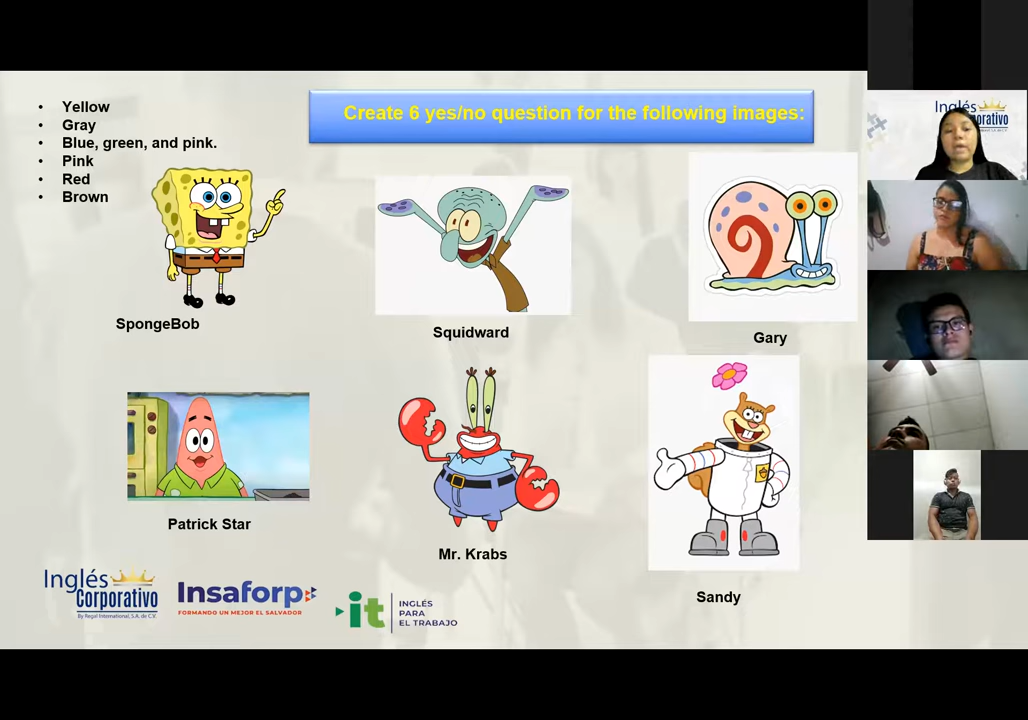 Yellow
Gray
Blue, green, and pink.
Pink
Red
Brown
Create 6 yes/no question for the following images:
SpongeBob
Squidward
Gary
Patrick Star
Mr. Krabs
Sandy
Inglés
Corporativo
By Regal International, S.A. de C.V.
Insaforp
FORMANDO UN MEJOR EL SALVADOR
it
INGLÉS
PARA
EL TRABAJO
Inglés
Corporativo